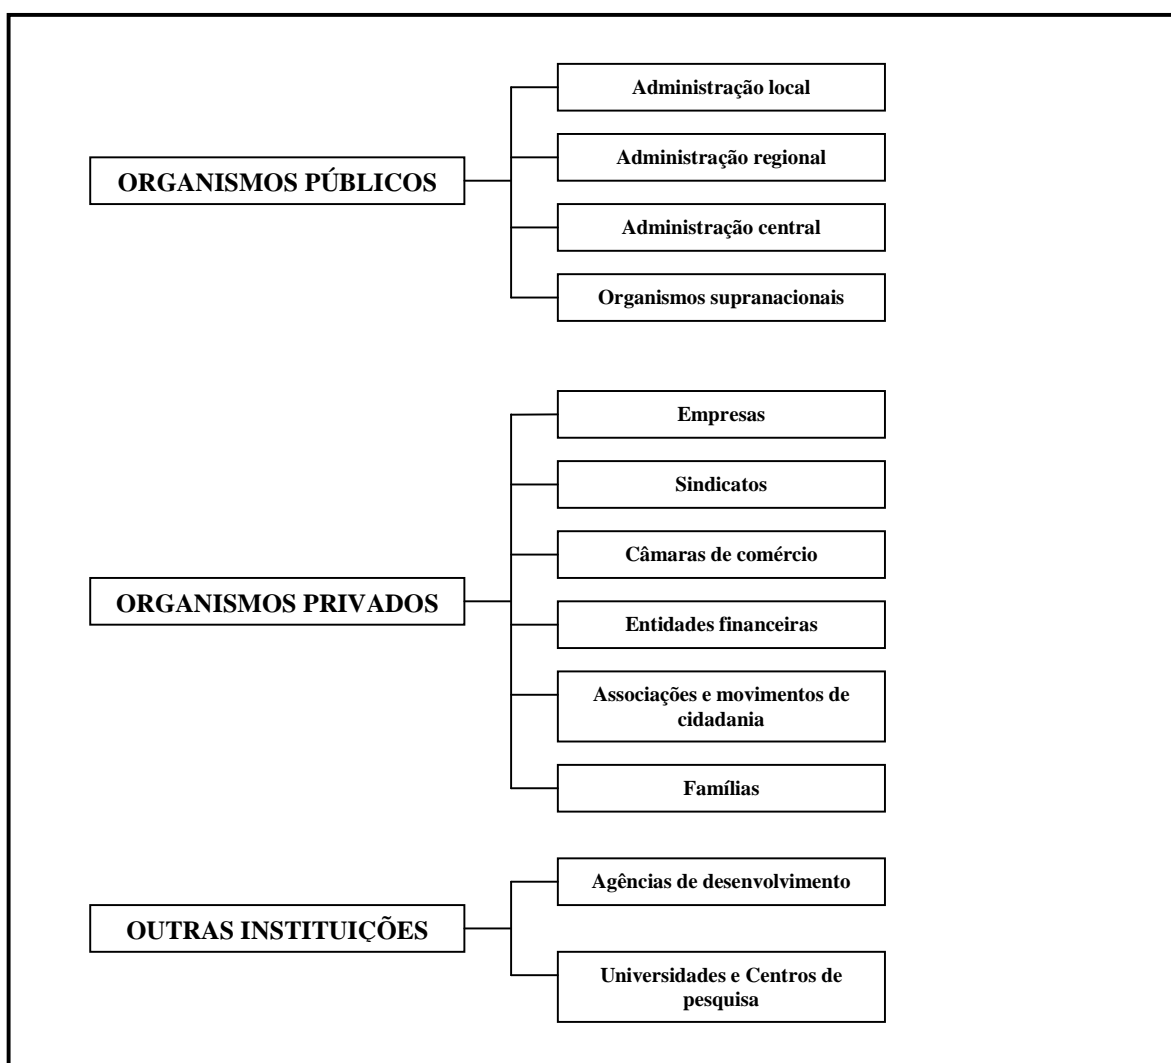 Administração local
Administração regional
ORGANISMOS PÚBLICOS
Administração central
Organismos supranacionais
Empresas
Sindicatos
Câmaras de comércio
ORGANISMOS PRIVADOS
Entidades financeiras
Associações e movimentos de
cidadania
Famílias
Agências de desenvolvimento
OUTRAS INSTITUIÇÕES
Universidades e Centros de
pesquisa